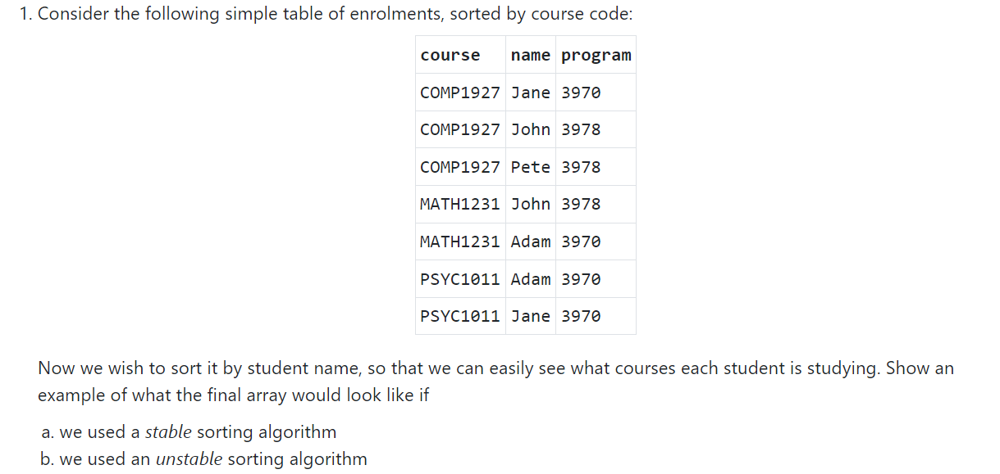 1. Consider the following simple table of enrolments, sorted by course code:
course name program
COMP1927 Jane 3970
COMP1927 John 3978
COMP1927 Pete 3978
MATH1231 John 3978
MATH1231 Adam 3970
PSYC1011 Adam 3970
PSYC1011 Jane 3970
Now we wish to sort it by student name, so that we can easily see what courses each student is studying. Show an
example of what the final array would look like if
a. we used a stable sorting algorithm
b. we used an unstable sorting algorithm